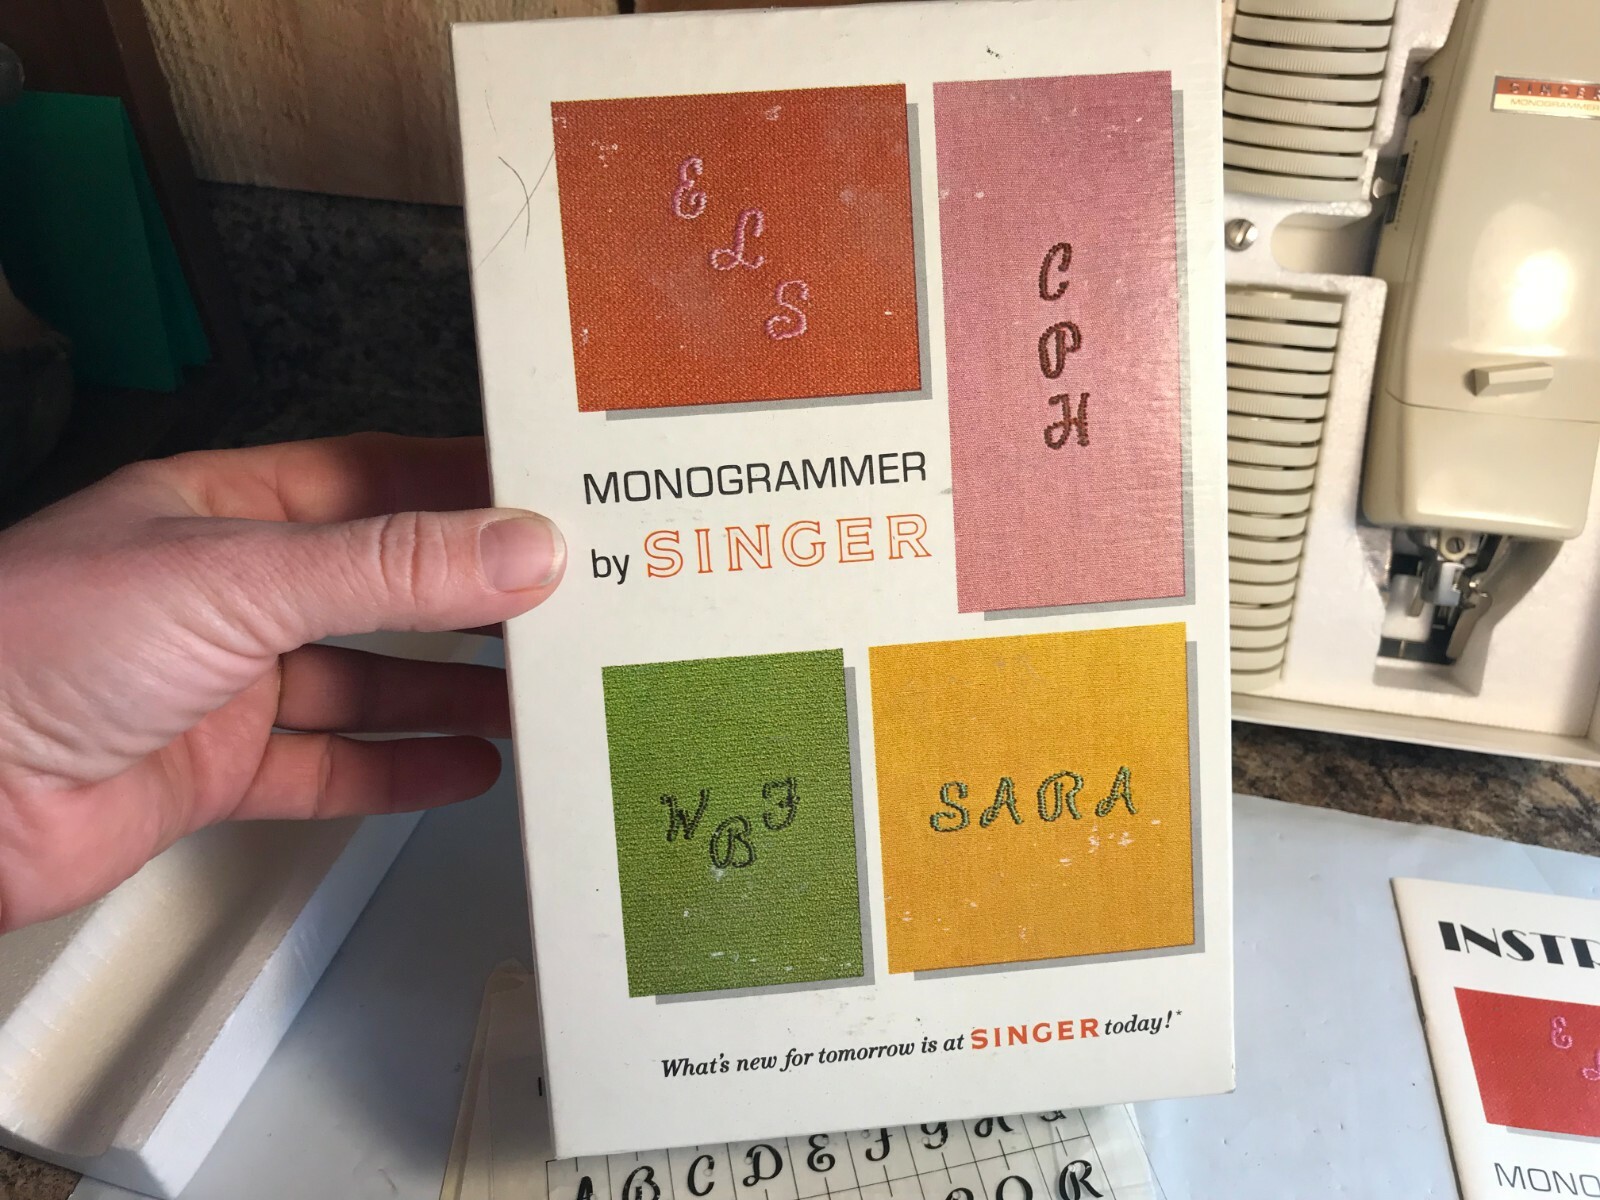 E
L
S
C
P
H
MONOGRAMMER
by SINGER
W B F
SARA
What's new for tomorrow is at SINGER today!*
SINGER
MONOGRAMMER
INSTR
E
L
MONO
A B C D E F G H
P Q R